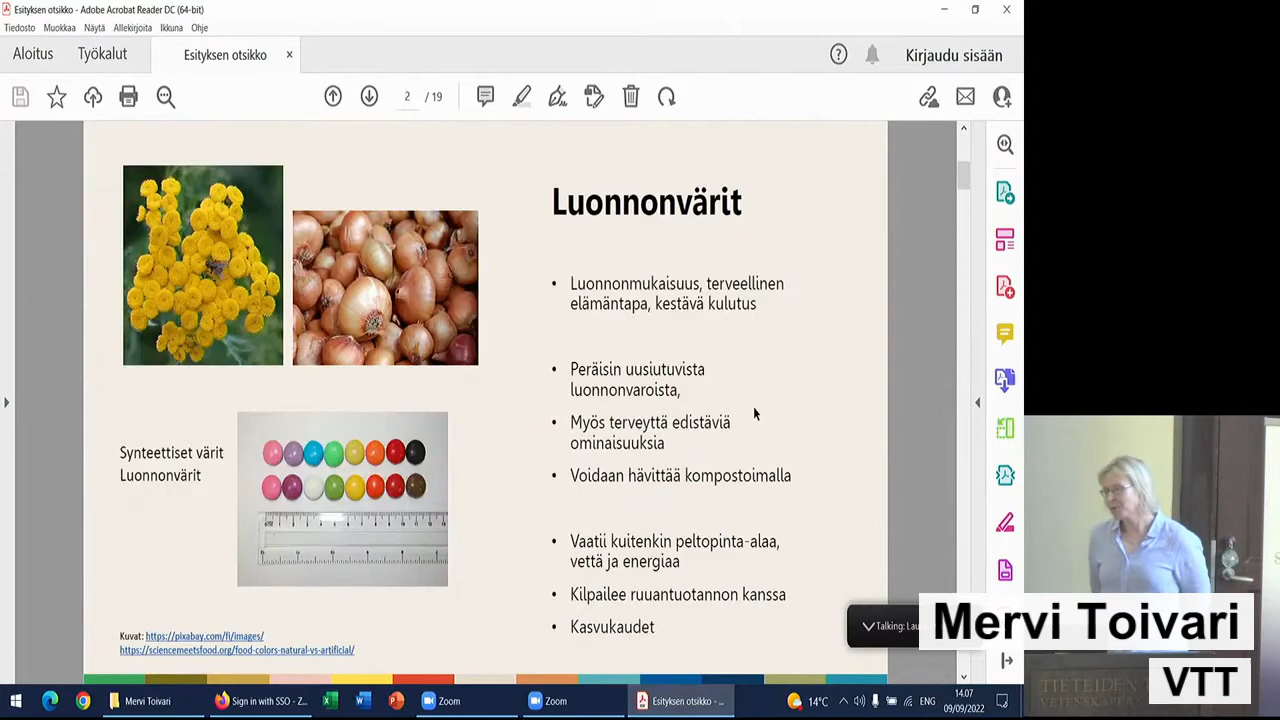 Esityksen otsikko - Adobe Acrobat Reader DC (64-bit)
Tiedosto Muokkaa Näytä Allekirjoita Ikkuna Ohje
Aloitus Työkalut Esityksen otsikko × Kirjaudu sisään
2 / 19
Luonnonvärit
• Luonnonmukaisuus, terveellinen
elämäntapa, kestävä kulutus
• Peräisin uusiutuvista
luonnonvaroista,
• Myös terveyttä edistäviä
ominaisuuksia
• Voidaan hävittää kompostoimalla
• Vaatii kuitenkin peltopinta-alaa,
vettä ja energiaa
• Kilpailee ruuantuotannon kanssa
• Kasvukaudet
Synteettiset värit
Luonnonvärit
Kuvat: https://pixabay.com/fi/images/
https://sciencemeetsfood.org/food-colors-natural-vs-artificial/
Talking: Lau
Mervi Toivari
VTT
TIETEIDEN
Mervi Toivari
Sign in with SSO - Z...
Zoom
Zoom
Esityksen otsikko - ...
14°C
ENG
14.07
09/09/2022